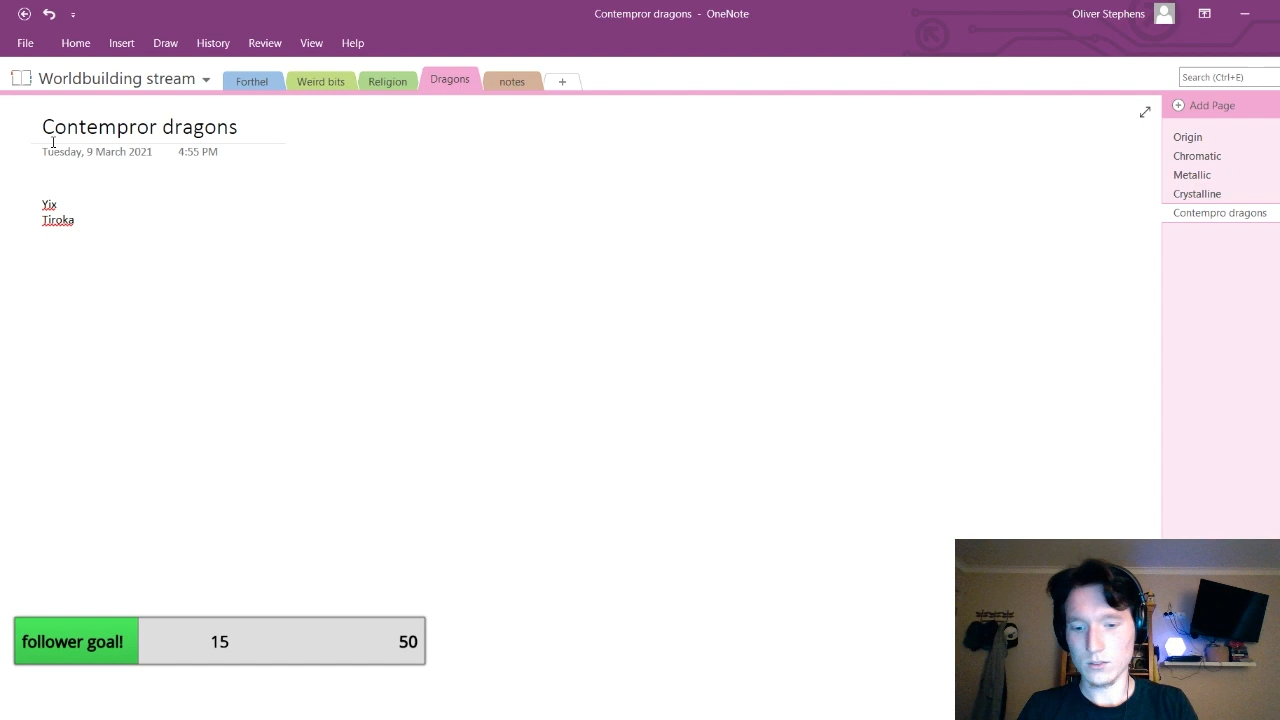 Contempror dragons - OneNote
Oliver Stephens
File Home Insert Draw History Review View Help
Worldbuilding stream
Forthel Weird bits Religion Dragons notes +
Search (Ctrl+E)
Contempror dragons
Tuesday, 9 March 2021 4:55 PM
Yix
Tiroka
Add Page
Origin
Chromatic
Metallic
Crystalline
Contempro dragons
follower goal! 15 50